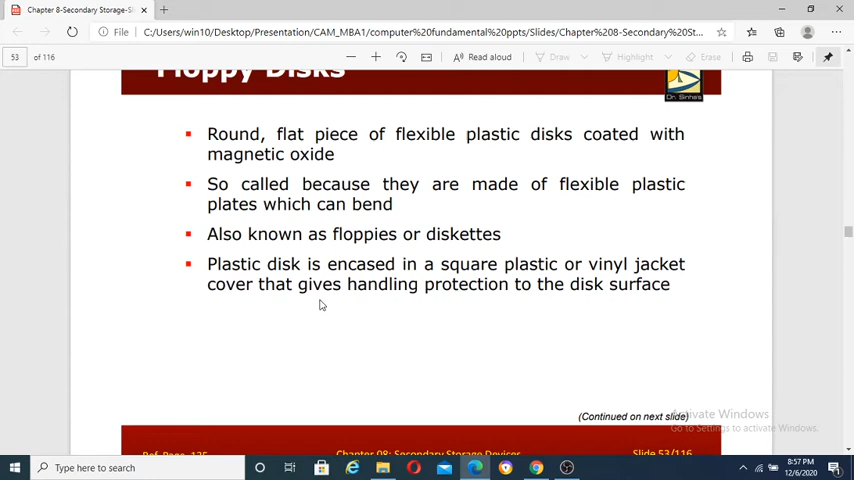 Chapter 8-Secondary Storage-S
File
C:/Users/win10/Desktop/Presentation/CAM_MBA1/computer%20fundamental%20ppts/Slides/Chapter%208-Secondary%20St...
53 of 116
Read aloud
Draw
Highlight
Erase
Floppy Disks
Dr. Sinha's
Round, flat piece of flexible plastic disks coated with
magnetic oxide
So called because they are made of flexible plastic
plates which can bend
Also known as floppies or diskettes
Plastic disk is encased in a square plastic or vinyl jacket
cover that gives handling protection to the disk surface
(Continued on next slide)
Activate Windows
Go to Settings to activate Windows.
Ref. Page 135
Chapter 08: Secondary Storage Devices
Slide 53/116
Type here to search
8:57 PM
12/6/2020